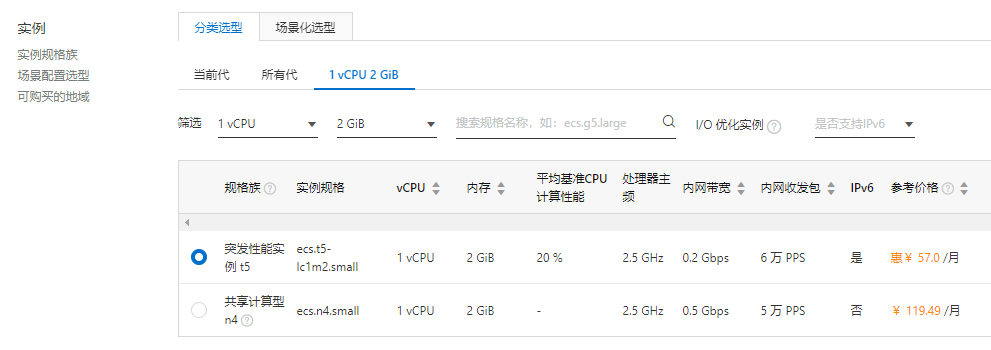 实例
实例规格族
场景配置选型
可购买的地域
分类选型 场景化选型
当前代 所有代 1 vCPU 2 GiB
筛选 1 vCPU 2 GiB 搜索规格名称，如：ecs.g5.large I/O 优化实例 ? 是否支持IPv6
规格族 ? 实例规格 vCPU 内存 平均基准CPU 处理器主 内网带宽 内网收发包 IPv6 参考价格 ?
计算性能 频
突发性能实 ecs.t5-
例 t5 lc1m2.small 1 vCPU 2 GiB 20 % 2.5 GHz 0.2 Gbps 6 万 PPS 是 惠¥ 57.0 /月
共享计算型
n4 ? ecs.n4.small 1 vCPU 2 GiB - 2.5 GHz 0.5 Gbps 5 万 PPS 否 ¥ 119.49 /月